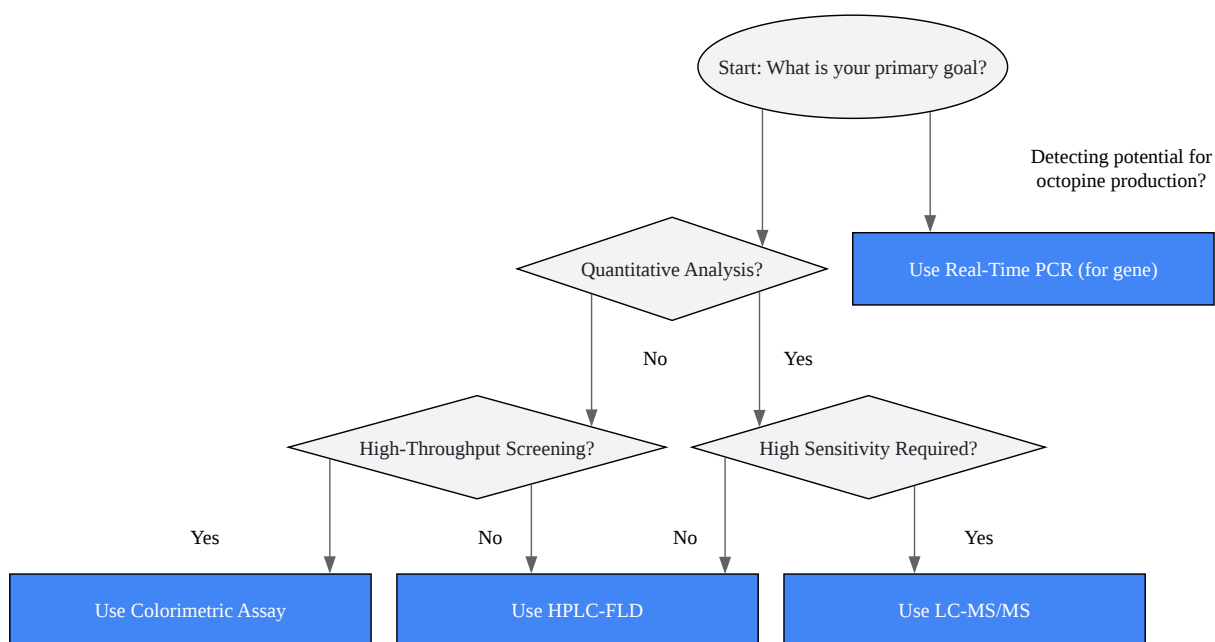 Start: What is your primary goal?
Detecting potential for
octopine production?
Quantitative Analysis?
Use Real-Time PCR (for gene)
No
Yes
High-Throughput Screening?
High Sensitivity Required?
Yes
No
No
Yes
Use Colorimetric Assay
Use HPLC-FLD
Use LC-MS/MS